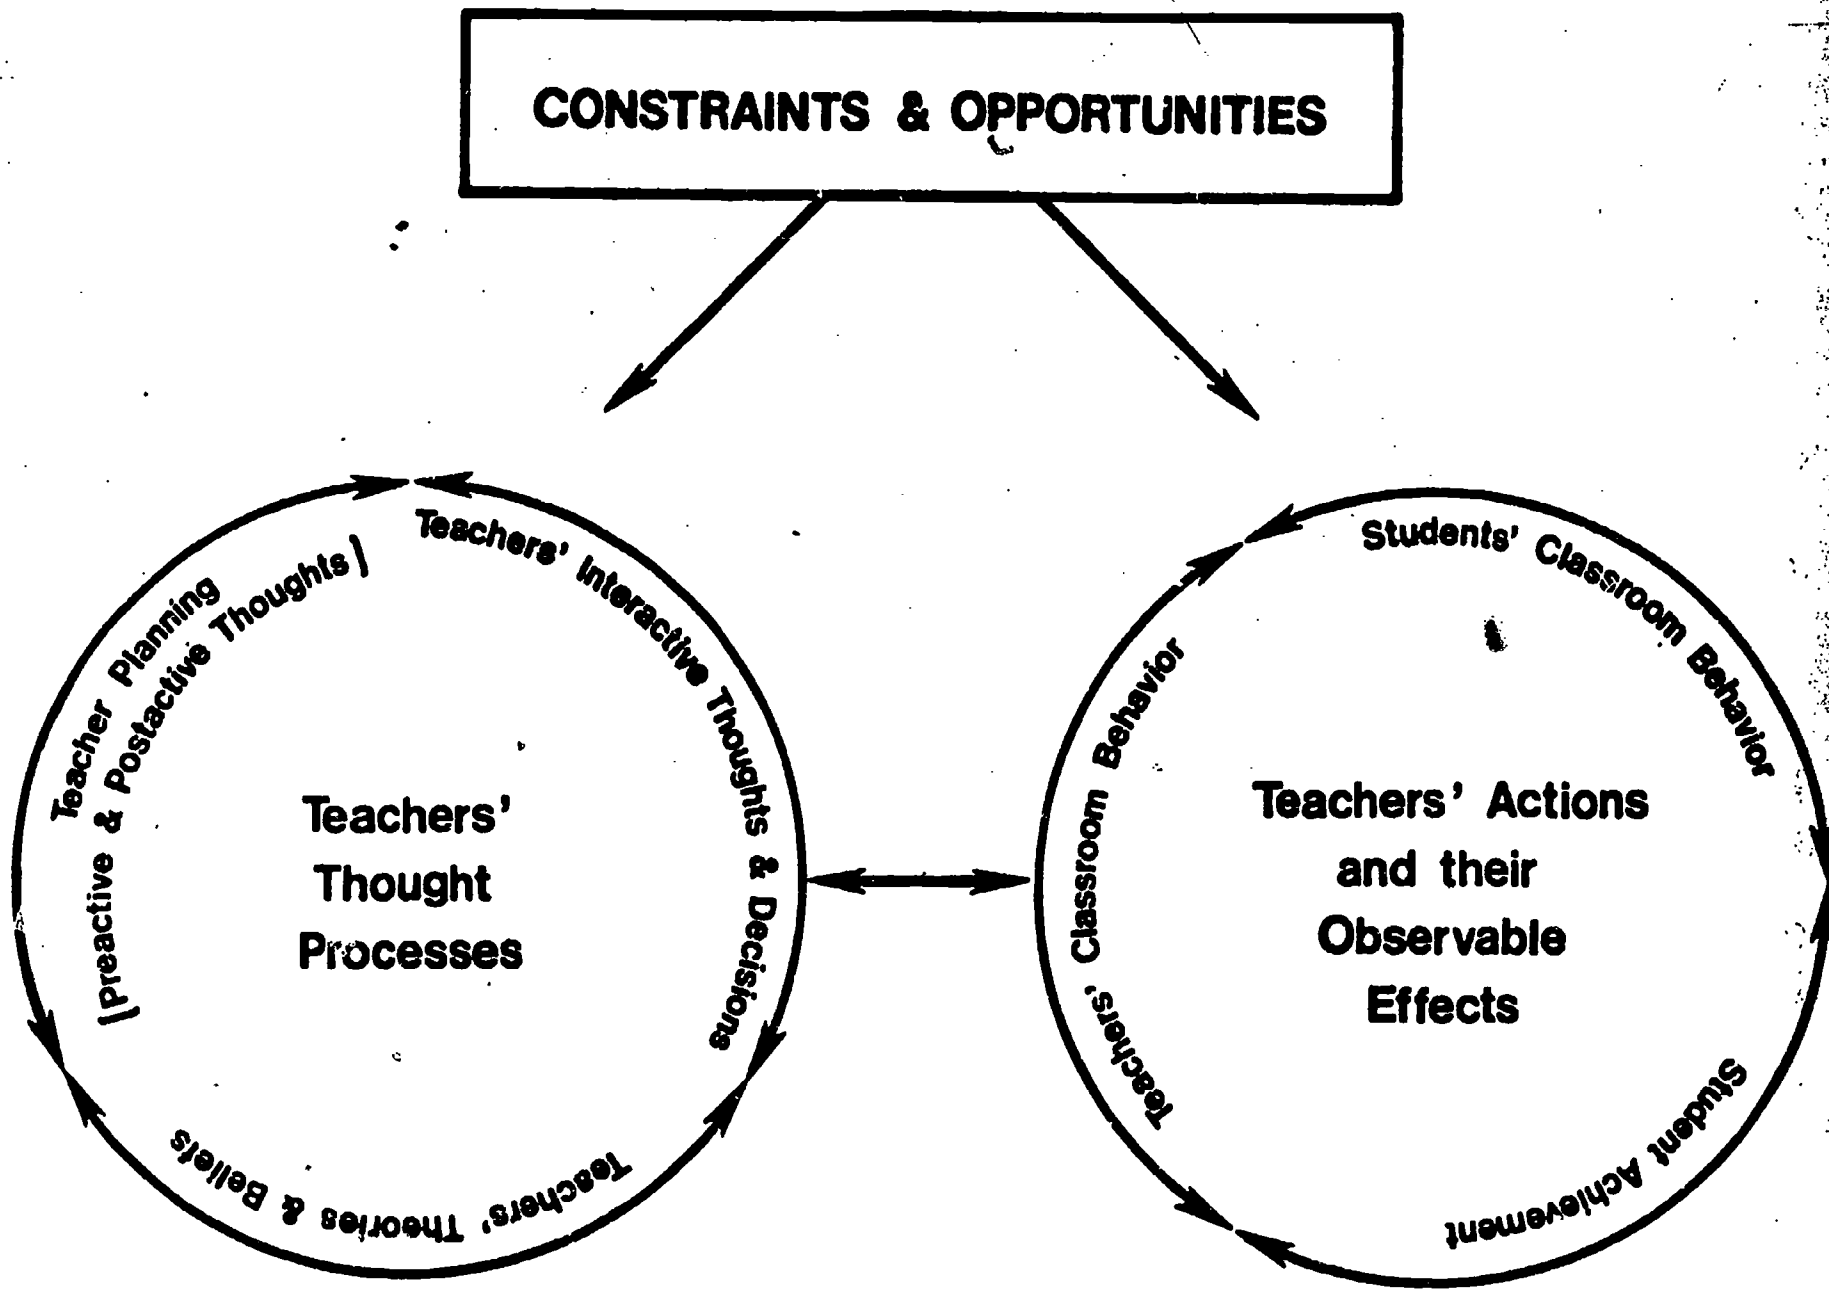 CONSTRAINTS & OPPORTUNITIES
Teacher Planning
(Preactive & Postactive Thoughts)
Teachers' Interactive Thoughts & Decisions
Teachers' Theories & Beliefs
Teachers'
Thought
Processes
Teachers' Classroom Behavior
Students' Classroom Behavior
Student Achievement
Teachers' Actions
and their
Observable
Effects